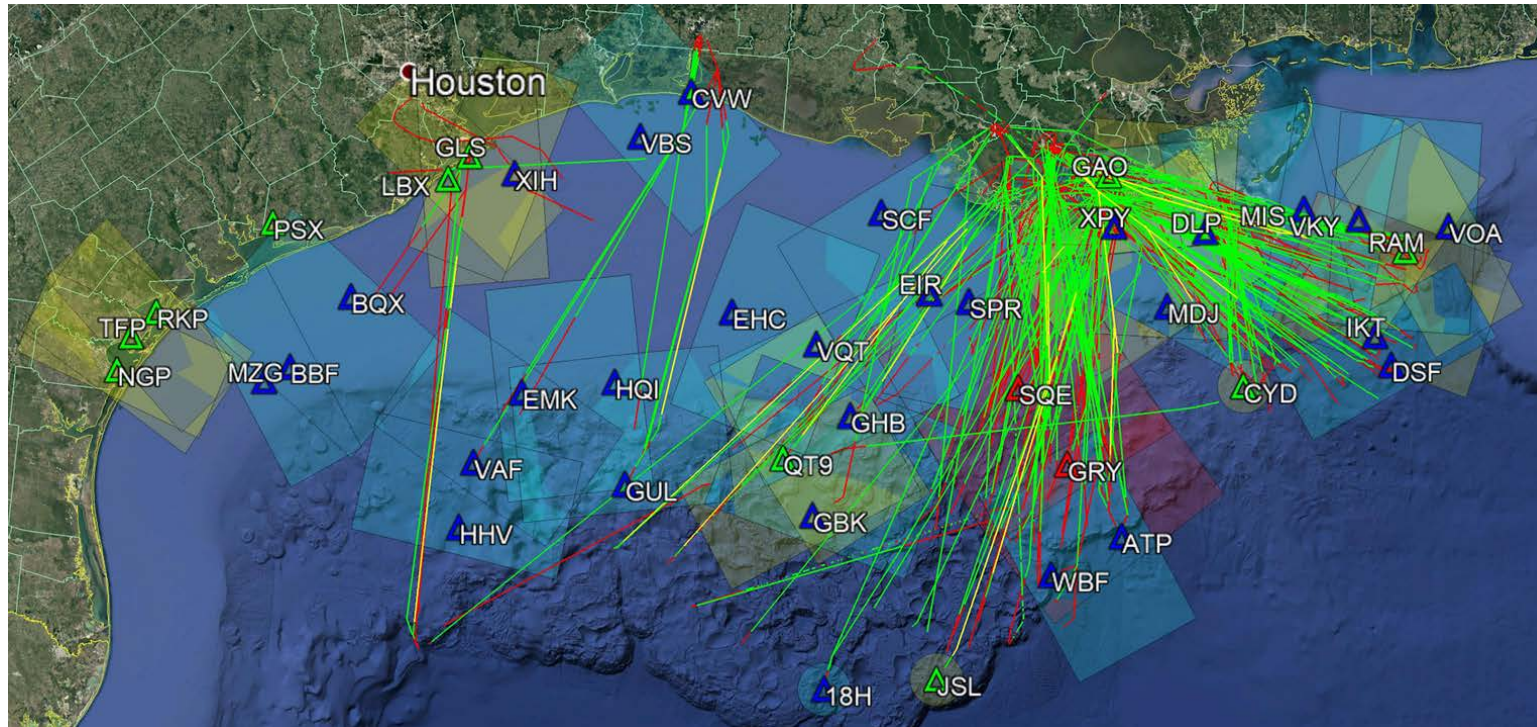 Houston
CVW
VBS
GLS
LBX
XIH
GAO
PSX
SCF
XPY
DLP
MIS
VKY
RAM
VOA
BQX
EIR
SPR
MDJ
RKP
TFP
EHC
VQT
IKT
NGP
MZG
BBF
EMK
HQI
SQE
CYD
DSF
GHB
VAF
QT9
GRY
GUL
GBK
HHV
ATP
WBF
18H
JSL